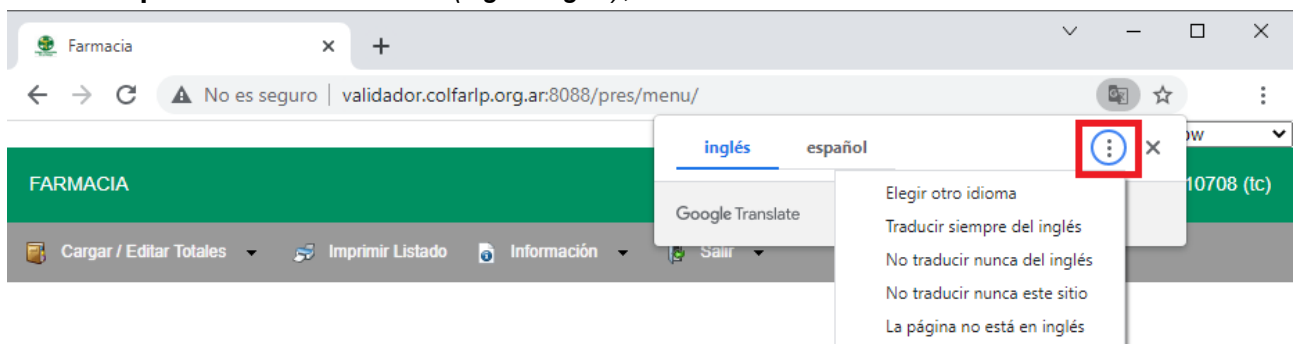 Farmacia
No es seguro | validador.colfarlp.org.ar:8088/pres/menu/
inglés español
FARMACIA
10708 (tc)
Google Translate
Elegir otro idioma
Traducir siempre del inglés
Cargar / Editar Totales Imprimir Listado Información Salir
No traducir nunca del inglés
No traducir nunca este sitio
La página no está en inglés